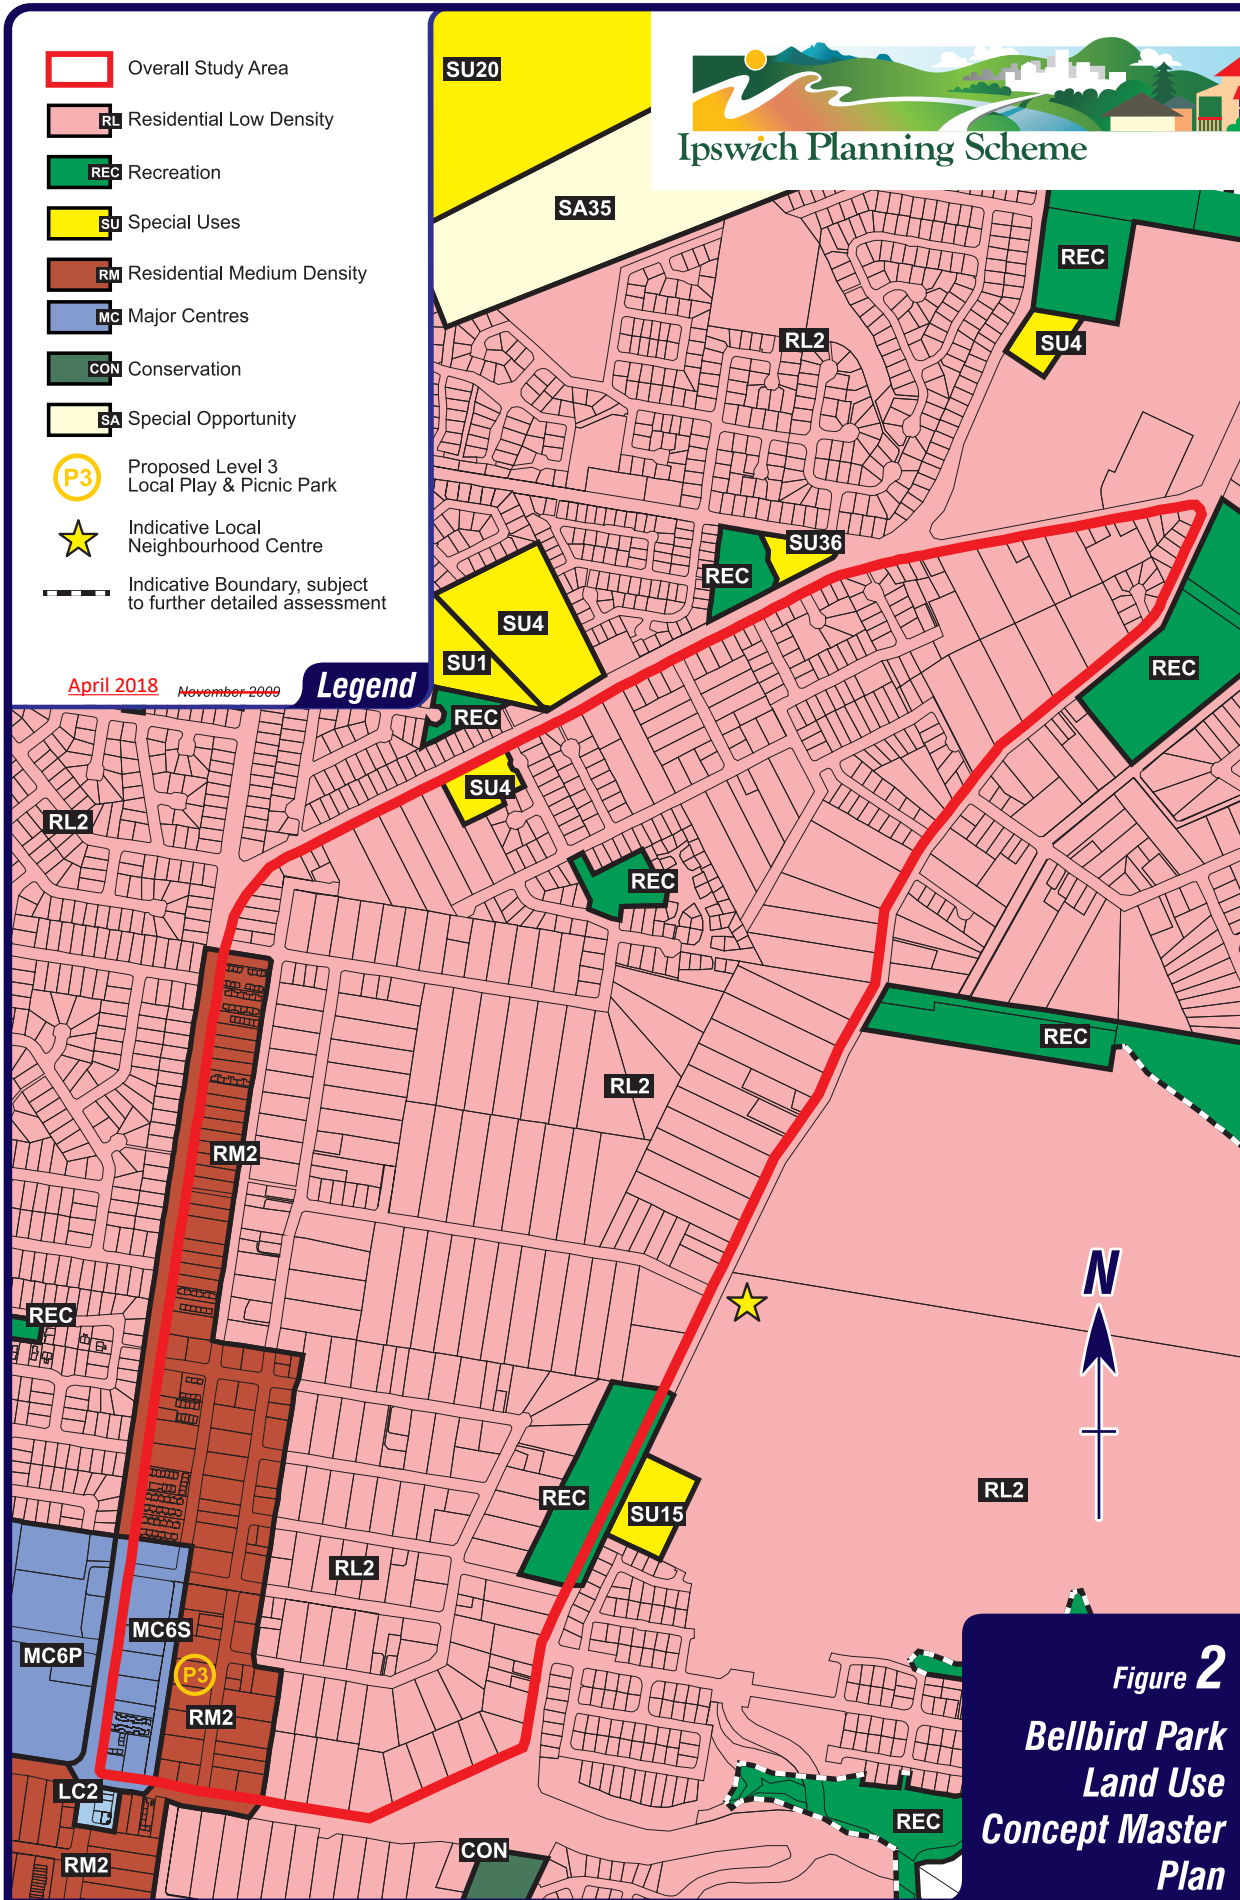 Overall Study Area
RL Residential Low Density
REC Recreation
SU Special Uses
RM Residential Medium Density
MC Major Centres
CON Conservation
SA Special Opportunity
P3 Proposed Level 3
Local Play & Picnic Park
Indicative Local
Neighbourhood Centre
Indicative Boundary, subject
to further detailed assessment
April 2018 November 2009
Legend
Ipswich Planning Scheme
SU20
SA35
REC
SU4
RL2
SU36
REC
SU4
SU1
REC
REC
SU4
RL2
REC
REC
RL2
RM2
N
REC
RL2
REC
SU15
RL2
MC6S
MC6P
P3
RM2
LC2
REC
CON
RM2
Figure 2
Bellbird Park
Land Use
Concept Master
Plan